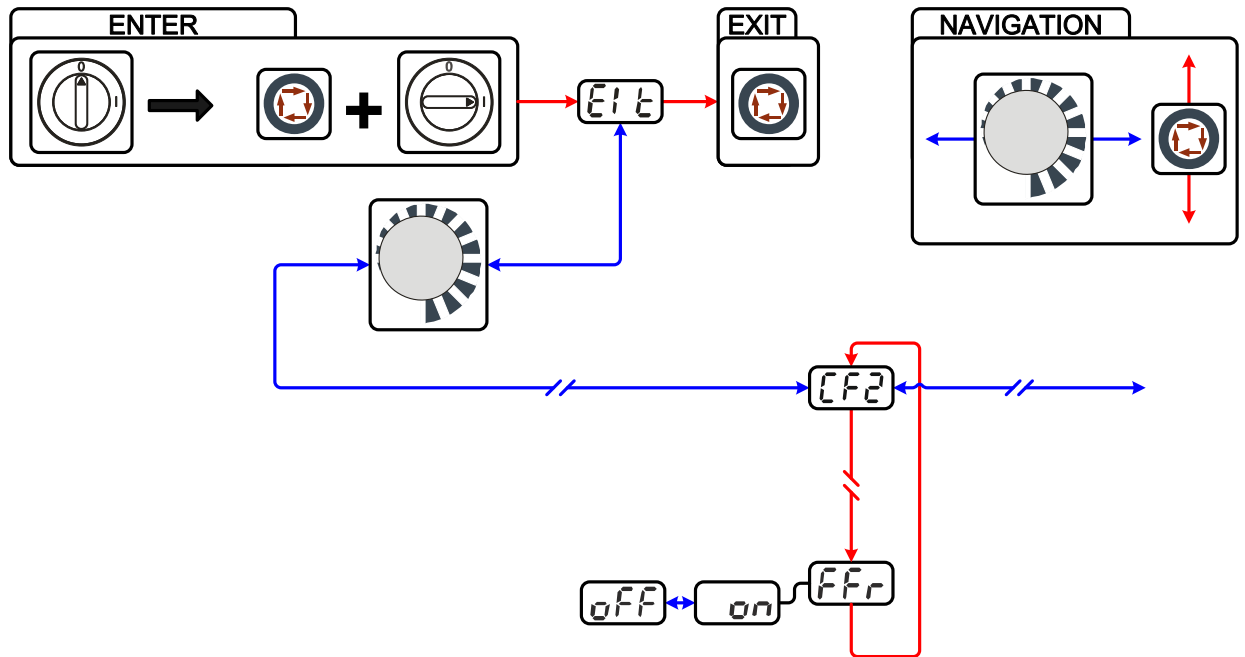 ENTER
EXIT
NAVIGATION
0
I
0
I
EIt
CF2
FFr
oFF
on